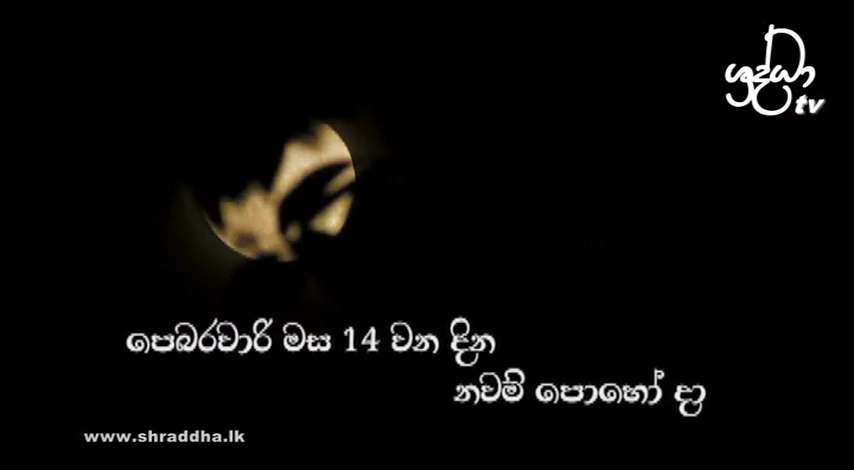 ශ්‍රද්ධා
tv
පෙබරවාරි මස 14 වන දින
නවම් පොහෝ දා
www.shraddha.lk